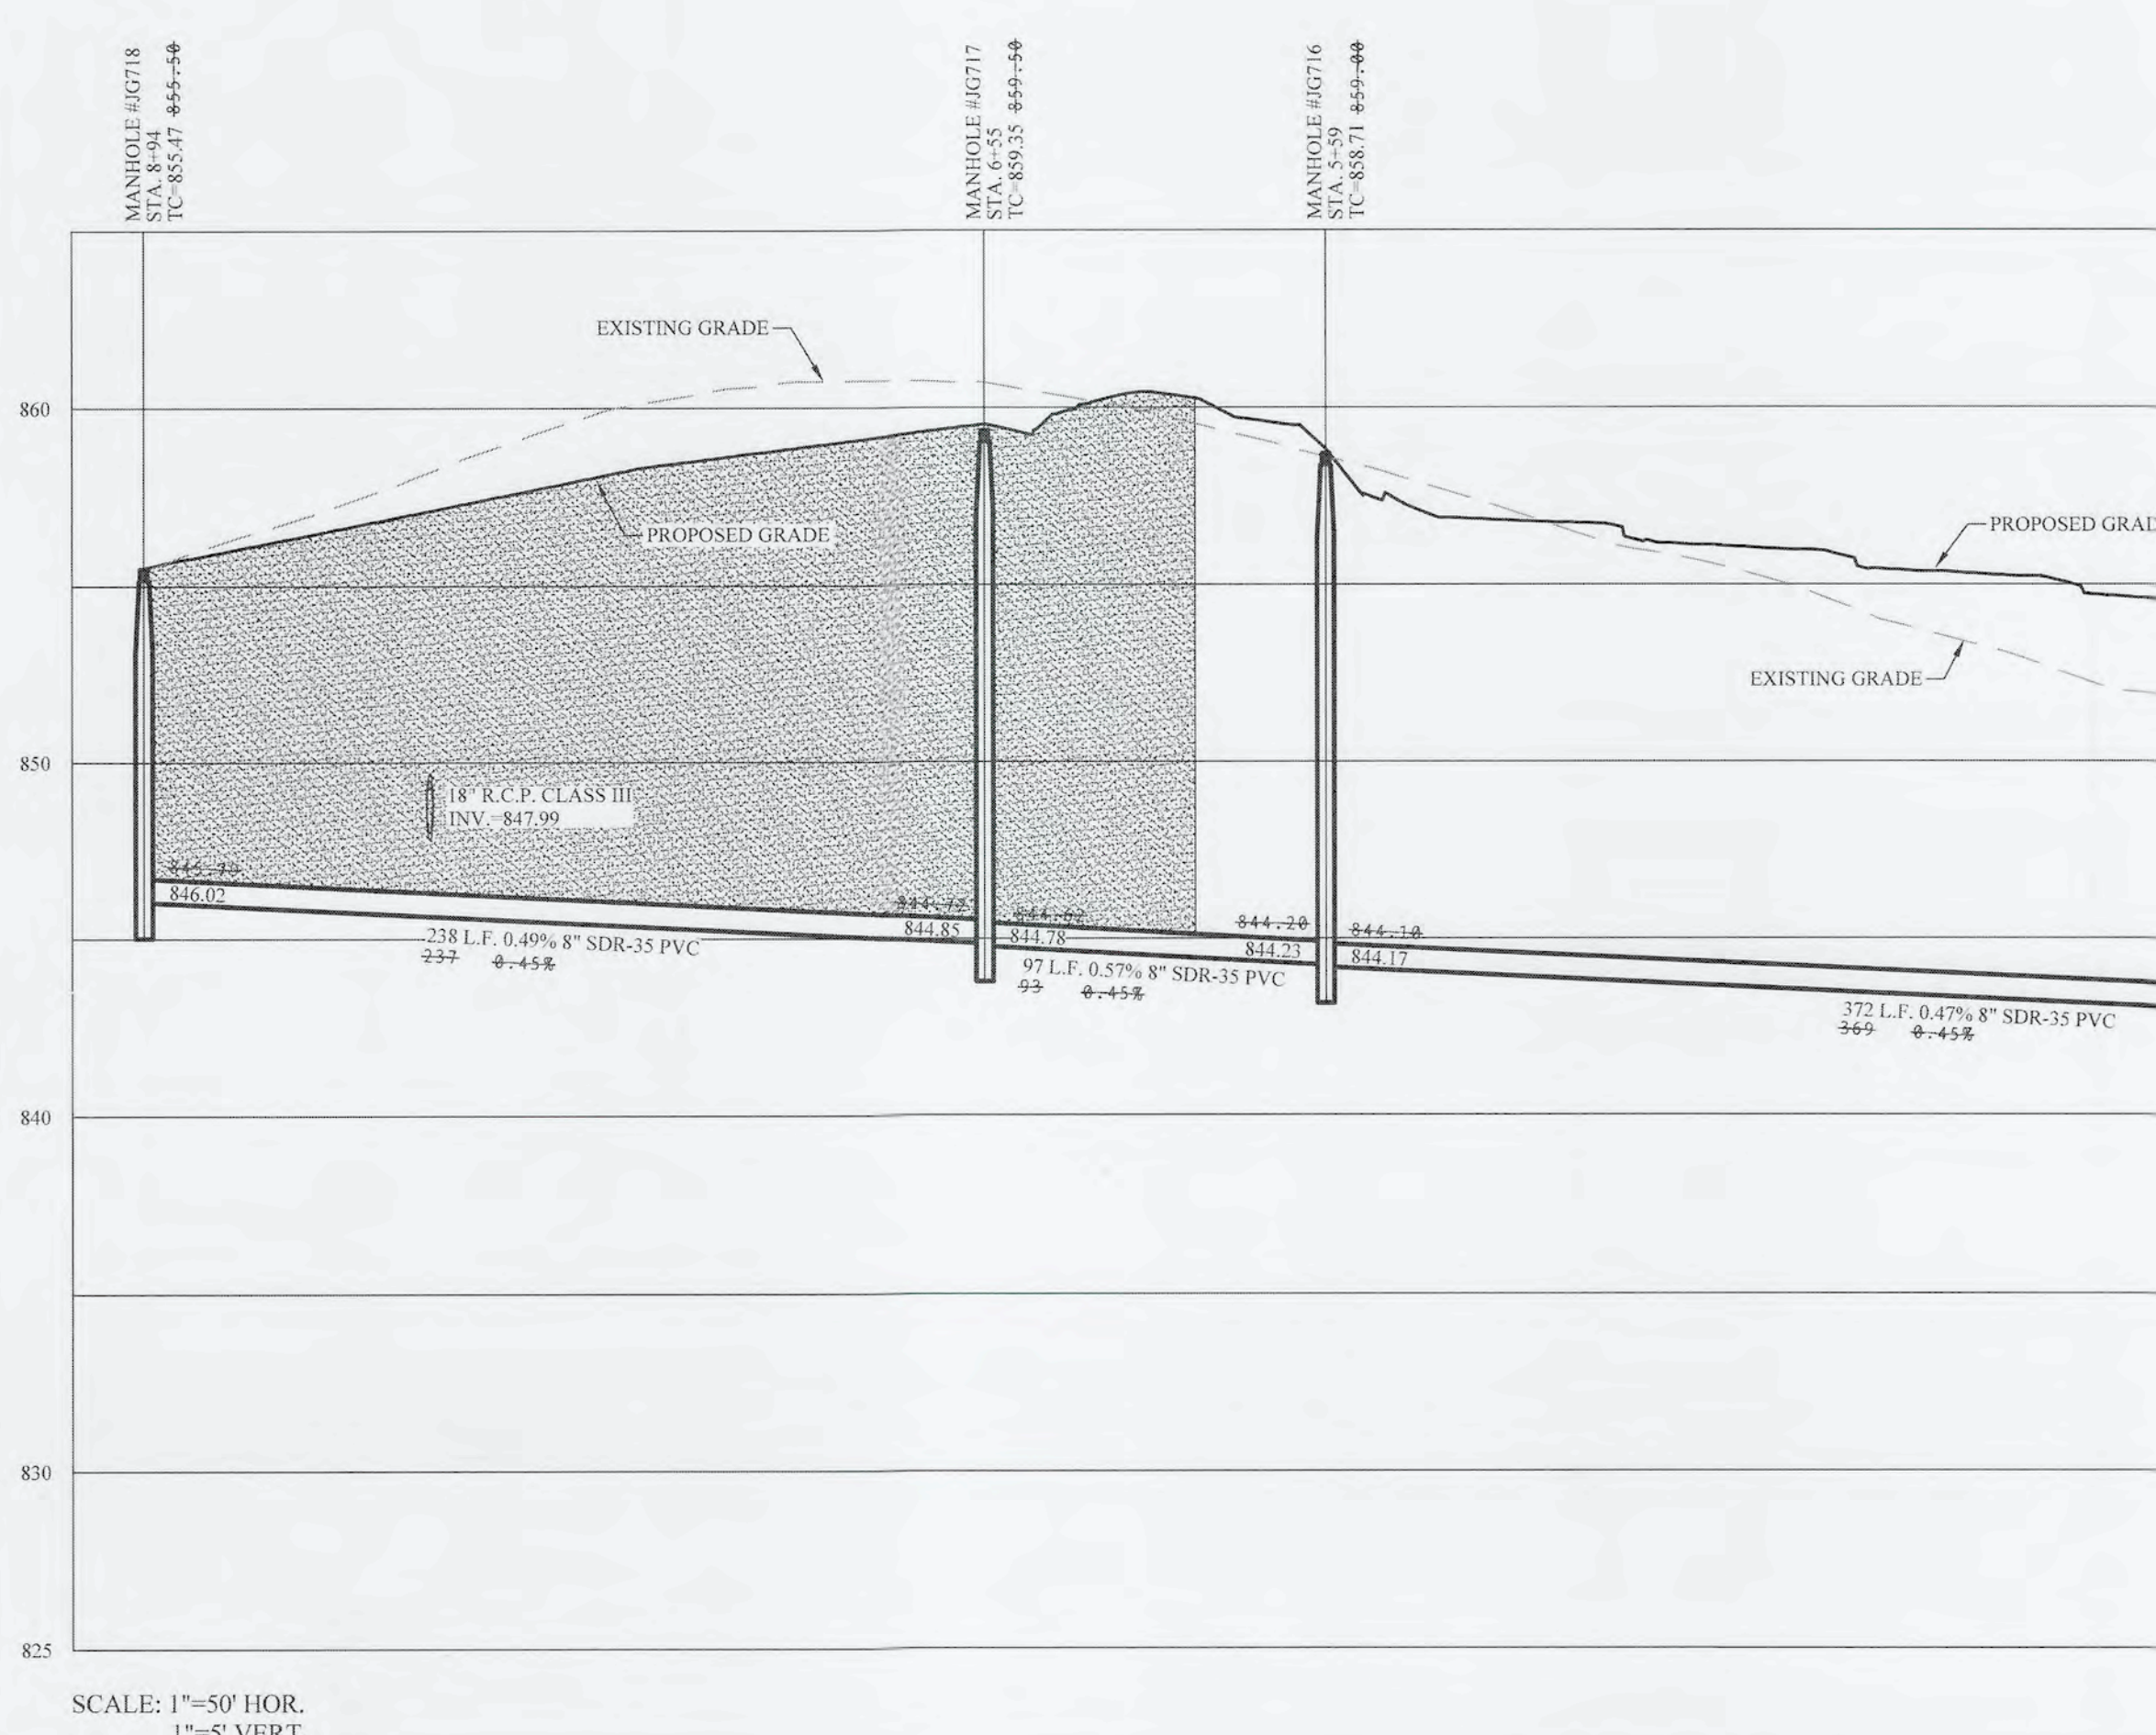 MANHOLE #JG718
STA. 8+94
TC=855.47 855.50
MANHOLE #JG717
STA. 6+55
TC=859.35 859.50
MANHOLE #JG716
STA. 5+59
TC=858.71 859.00
EXISTING GRADE
860
PROPOSED GRADE
PROPOSED GRAD
EXISTING GRADE
850
18" R.C.P. CLASS III
INV.=847.99
846.02
844.72
844.85
844.62
844.78
844.20
844.23
844.10
844.17
238 L.F. 0.49% 8" SDR-35 PVC
237 0.45%
97 L.F. 0.57% 8" SDR-35 PVC
93 0.45%
372 L.F. 0.47% 8" SDR-35 PVC
369 0.45%
840
830
825
SCALE: 1"=50' HOR.
1"=5' VERT